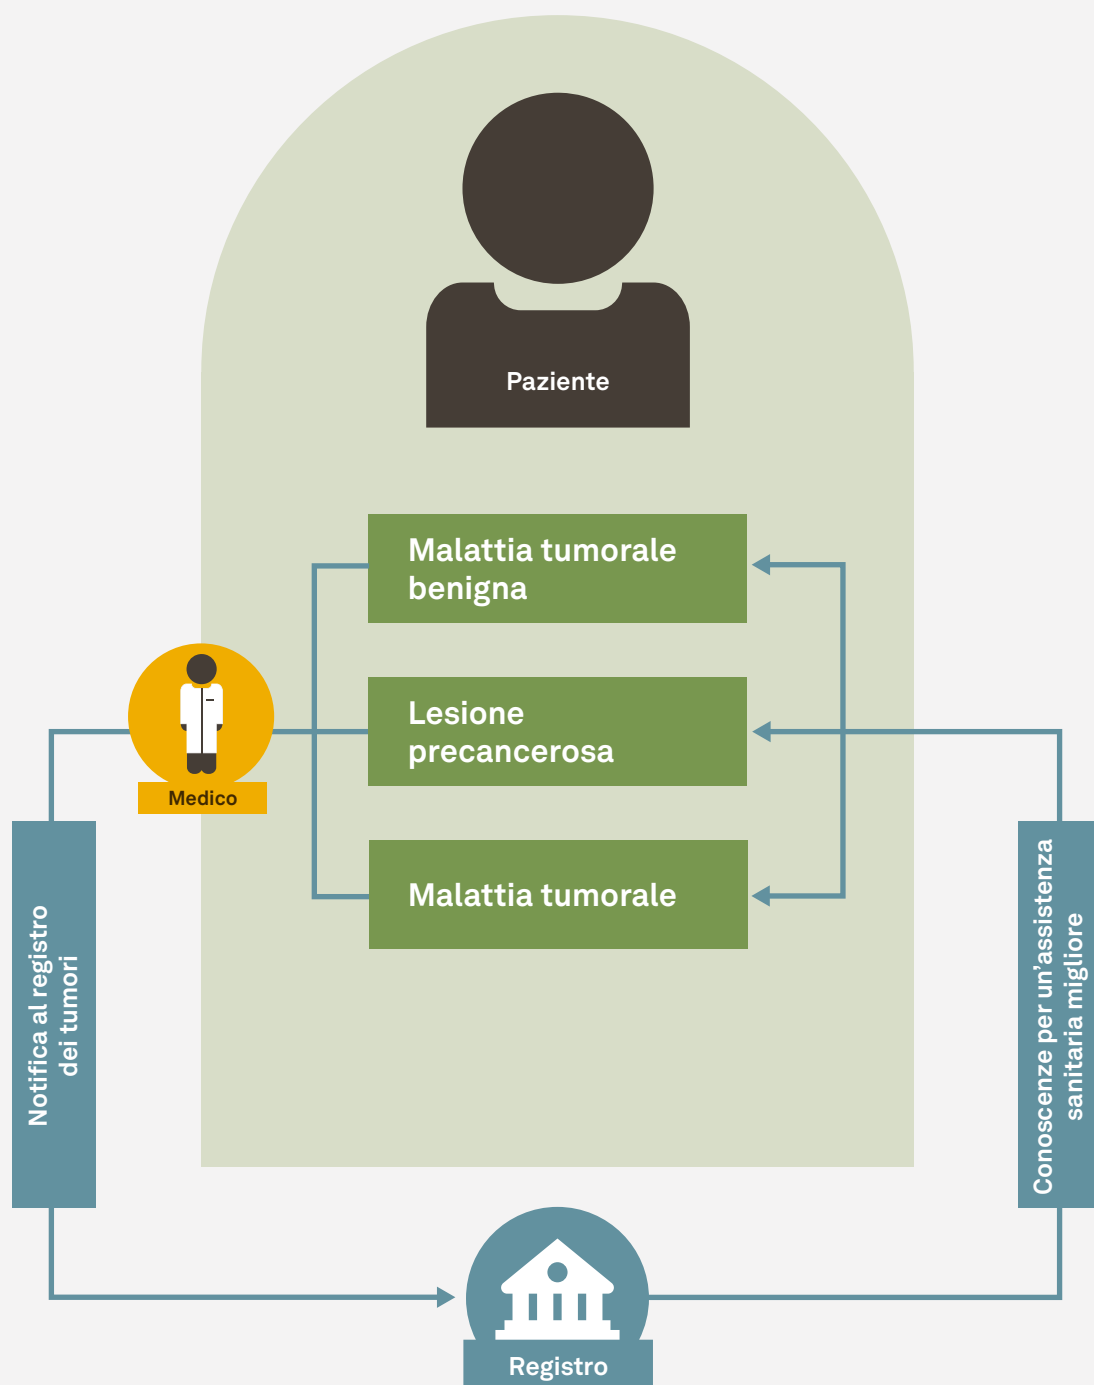 Paziente
Malattia tumorale
benigna
Lesione
precancerosa
Medico
Malattia tumorale
Notifica al registro
dei tumori
Conoscenze per un'assistenza
sanitaria migliore
Registro